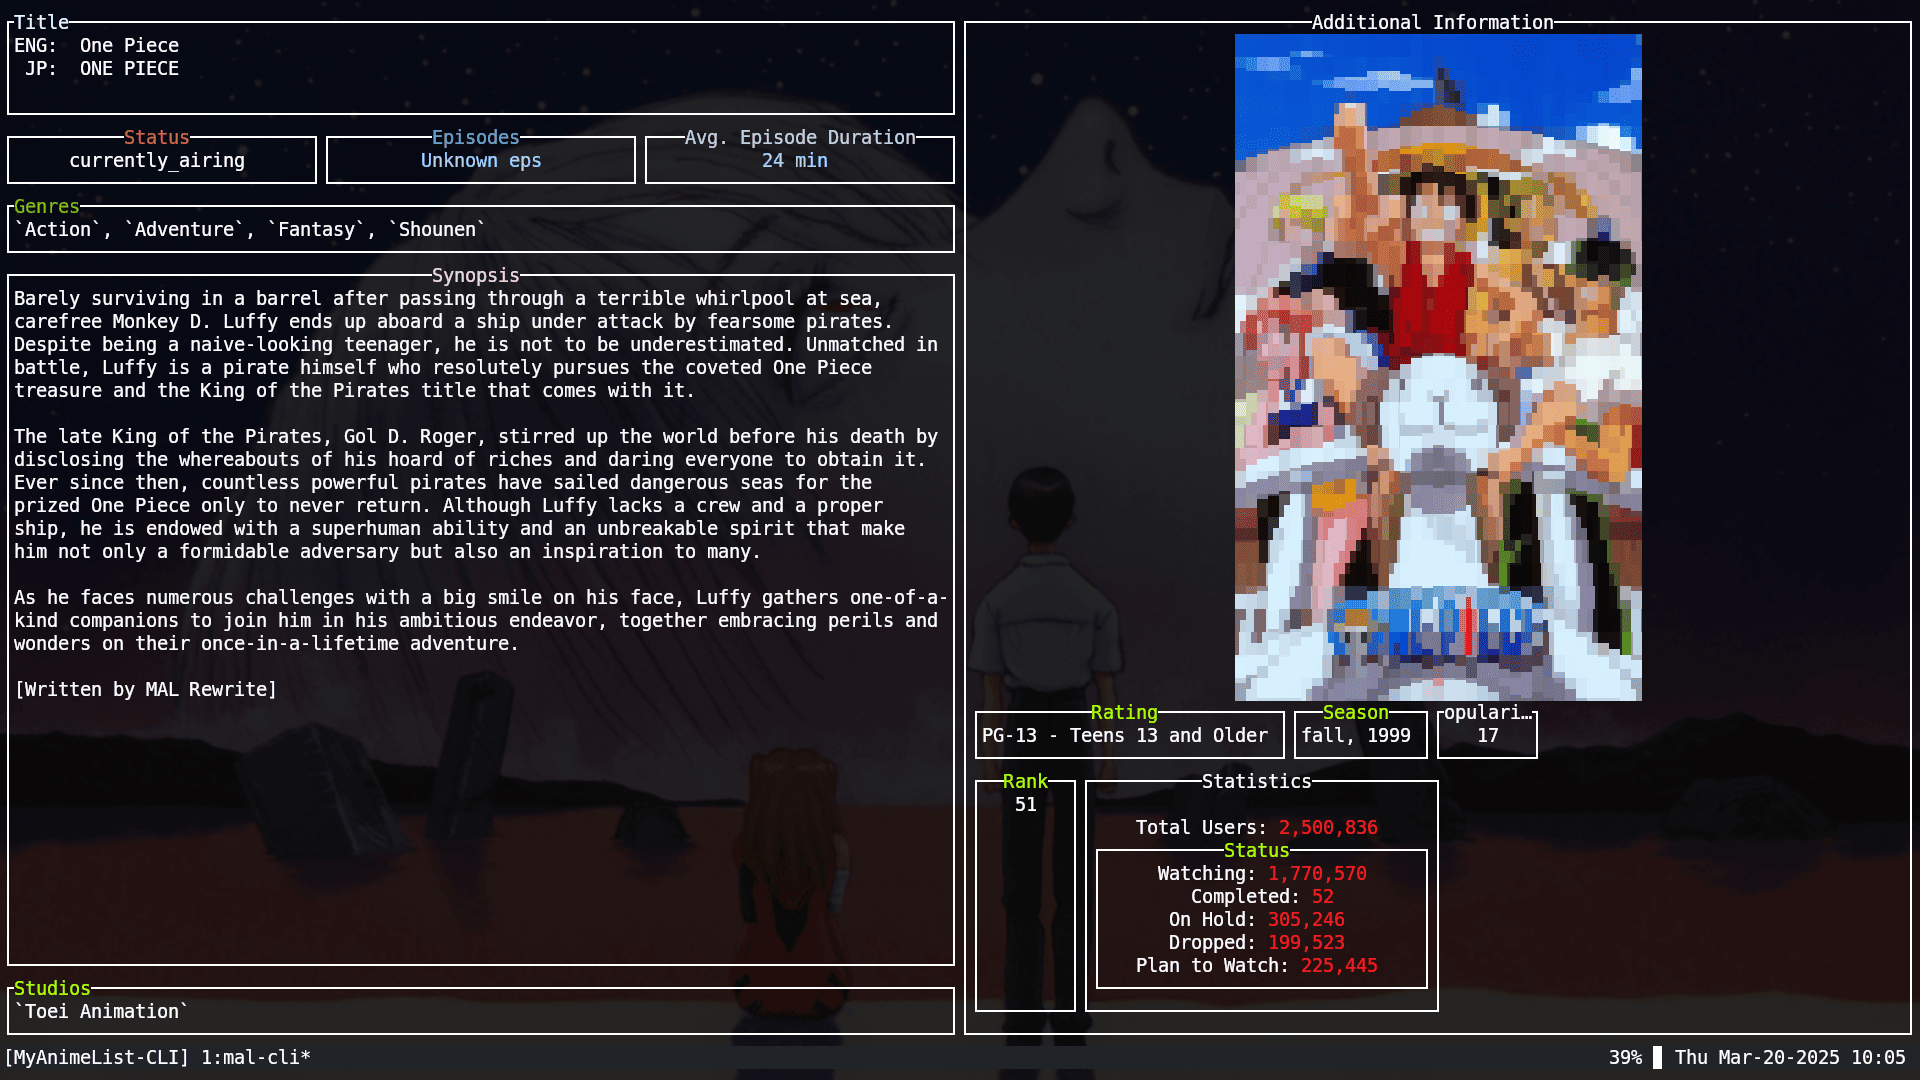 Title
ENG: One Piece
JP: ONE PIECE
Status
currently_airing
Episodes
Unknown eps
Avg. Episode Duration
24 min
Genres
`Action`, `Adventure`, `Fantasy`, `Shounen`
Synopsis
Barely surviving in a barrel after passing through a terrible whirlpool at sea,
carefree Monkey D. Luffy ends up aboard a ship under attack by fearsome pirates.
Despite being a naive-looking teenager, he is not to be underestimated. Unmatched in
battle, Luffy is a pirate himself who resolutely pursues the coveted One Piece
treasure and the King of the Pirates title that comes with it.
The late King of the Pirates, Gol D. Roger, stirred up the world before his death by
disclosing the whereabouts of his hoard of riches and daring everyone to obtain it.
Ever since then, countless powerful pirates have sailed dangerous seas for the
prized One Piece only to never return. Although Luffy lacks a crew and a proper
ship, he is endowed with a superhuman ability and an unbreakable spirit that make
him not only a formidable adversary but also an inspiration to many.
As he faces numerous challenges with a big smile on his face, Luffy gathers one-of-a-
kind companions to join him in his ambitious endeavor, together embracing perils and
wonders on their once-in-a-lifetime adventure.
[Written by MAL Rewrite]
Studios
`Toei Animation`
Additional Information
Rating
PG-13 - Teens 13 and Older
Season
fall, 1999
opulari…
17
Rank
51
Statistics
Total Users: 2,500,836
Status
Watching: 1,770,570
Completed: 52
On Hold: 305,246
Dropped: 199,523
Plan to Watch: 225,445
[MyAnimeList-CLI] 1:mal-cli*
39% Thu Mar-20-2025 10:05